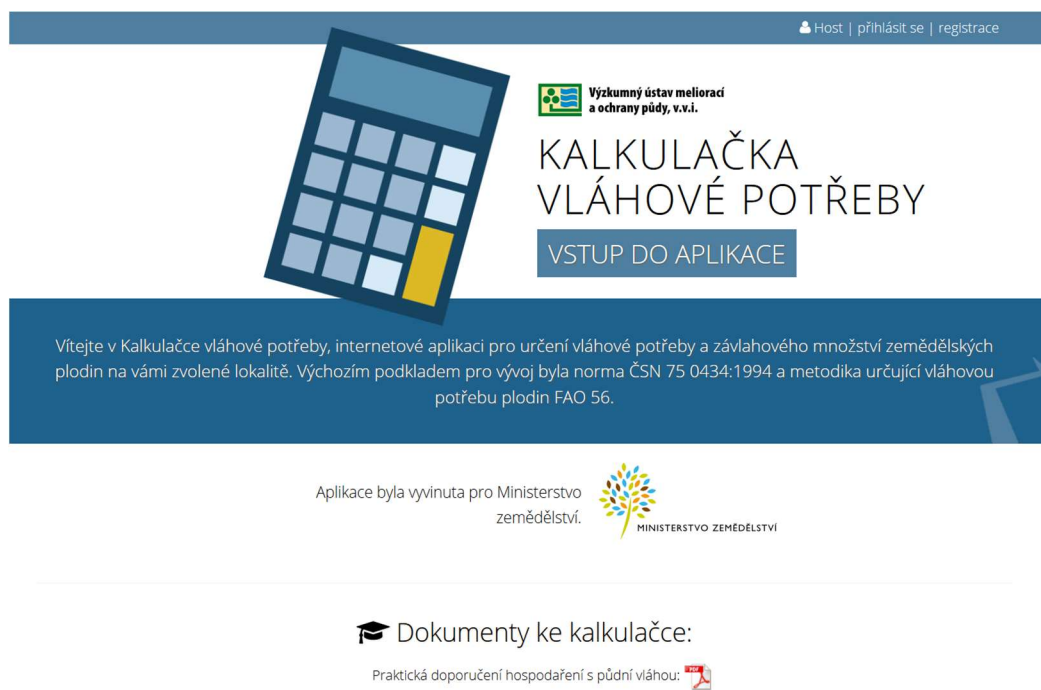 Host | přihlásit se | registrace
Výzkumný ústav meliorací
a ochrany půdy, v.v.i.
KALKULAČKA
VLÁHOVÉ POTŘEBY
VSTUP DO APLIKACE
Vítejte v Kalkulačce vláhové potřeby, internetové aplikaci pro určení vláhové potřeby a závlahového množství zemědělských
plodin na vámi zvolené lokalitě. Výchozím podkladem pro vývoj byla norma ČSN 75 0434:1994 a metodika určující vláhovou
potřebu plodin FAO 56.
Aplikace byla vyvinuta pro Ministerstvo
zemědělství.
MINISTERSTVO ZEMĚDĚLSTVÍ
Dokumenty ke kalkulačce:
Praktická doporučení hospodaření s půdní vláhou:
PDF